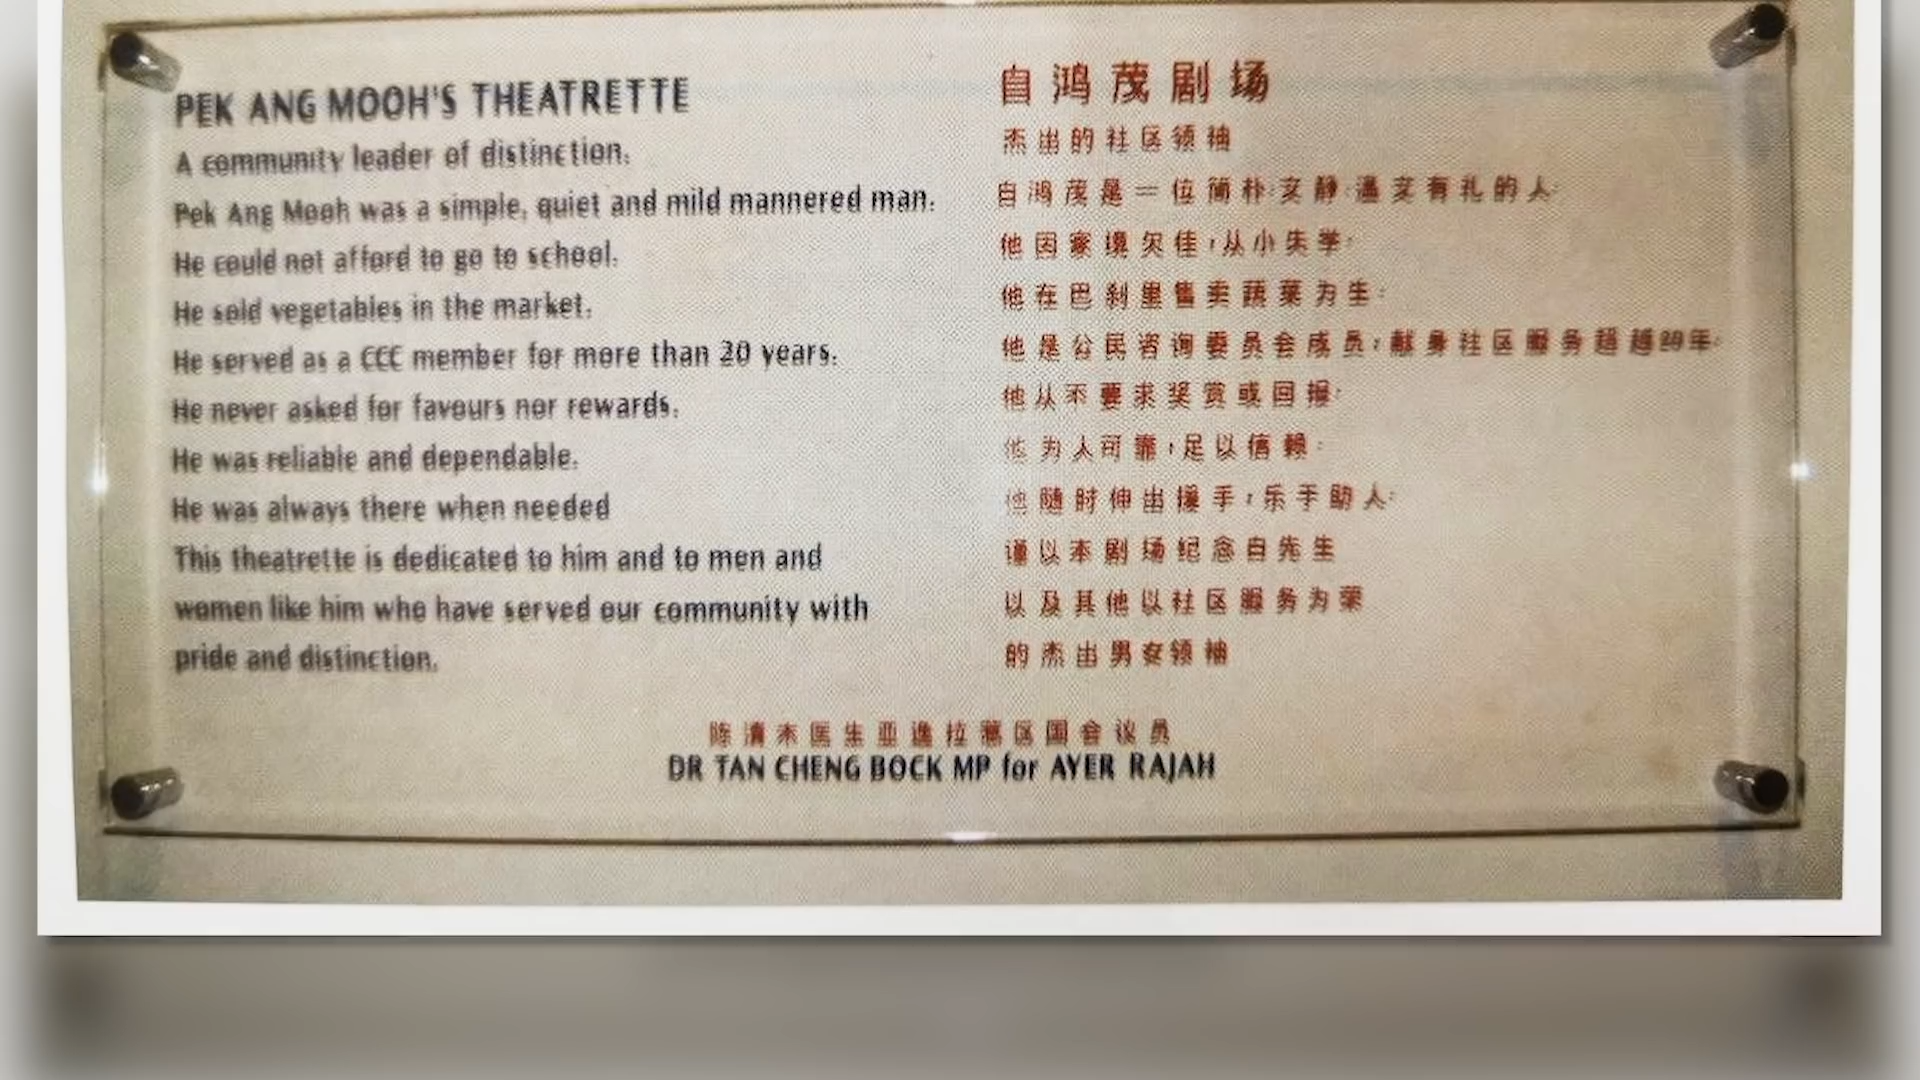 PEK ANG MOOH'S THEATRETTE
A community leader of distinction.
Pek Ang Mooh was a simple, quiet and mild mannered man.
He could not afford to go to school.
He sold vegetables in the market.
He served as a CCC member for more than 20 years.
He never asked for favours nor rewards.
He was reliable and dependable.
He was always there when needed
This theatrette is dedicated to him and to men and
women like him who have served our community with
pride and distinction.
白鸿茂剧场
杰出的社区领袖
白鸿茂是一位简朴、文静、温文有礼的人。
他因家境欠佳，从小失学。
他在巴刹里售卖蔬菜为生。
他是公民咨询委员会成员，献身社区服务超越20年。
他从不要求奖赏或回报。
他为人可靠，足以信赖。
他随时伸出援手，乐于助人。
谨以本剧场纪念白先生
以及其他以社区服务为荣
的杰出男女领袖
陈清木医生亚逸拉惹区国会议员
DR TAN CHENG BOCK MP for AYER RAJAH